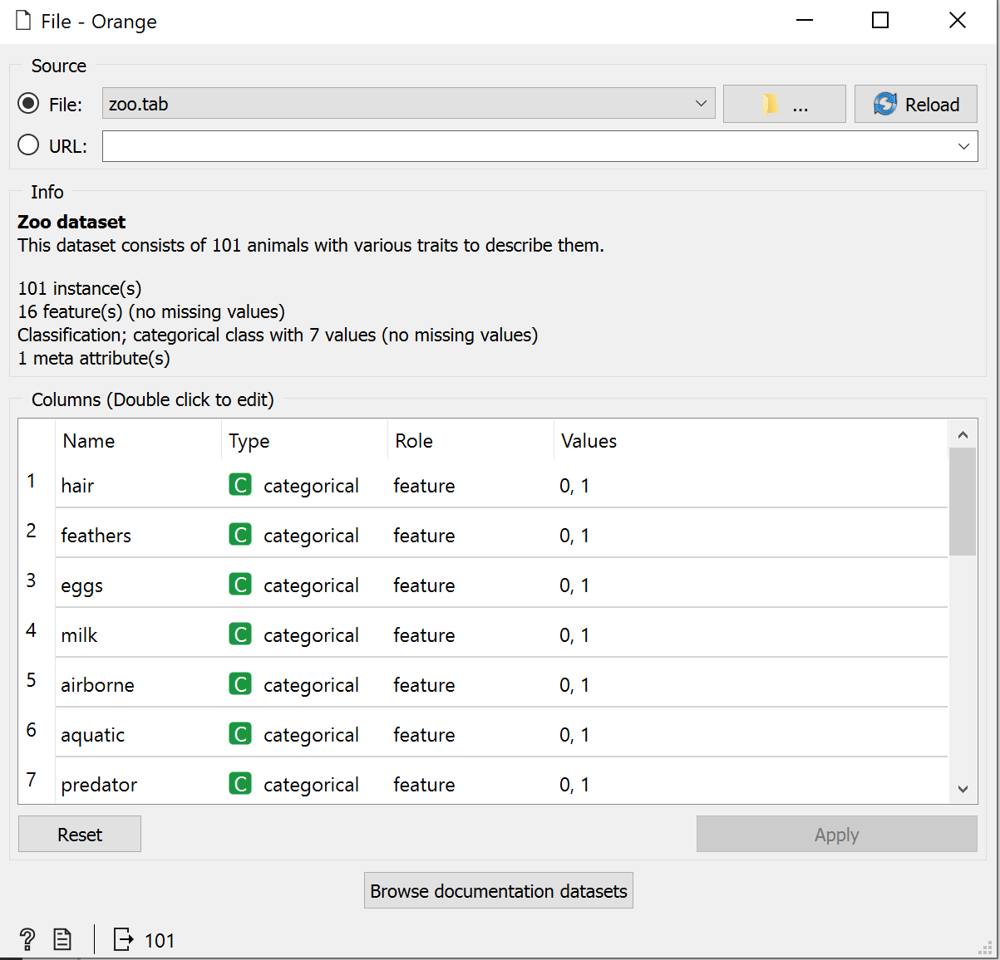 File - Orange
Source
File: zoo.tab ... Reload
URL:
Info
Zoo dataset
This dataset consists of 101 animals with various traits to describe them.
101 instance(s)
16 feature(s) (no missing values)
Classification; categorical class with 7 values (no missing values)
1 meta attribute(s)
Columns (Double click to edit)
Name Type Role Values
1 hair C categorical feature 0, 1
2 feathers C categorical feature 0, 1
3 eggs C categorical feature 0, 1
4 milk C categorical feature 0, 1
5 airborne C categorical feature 0, 1
6 aquatic C categorical feature 0, 1
7 predator C categorical feature 0, 1
Reset Apply
Browse documentation datasets
? 101